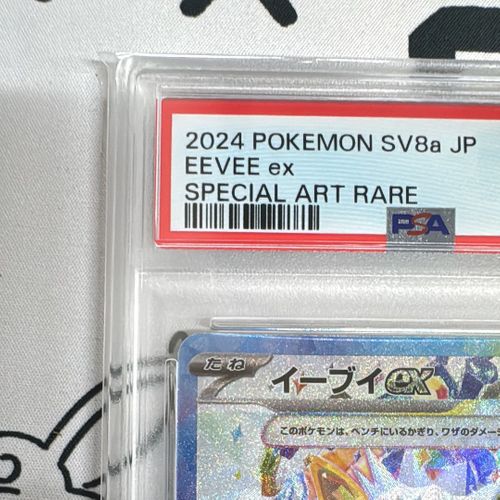 2024 POKEMON SV8a JP
EEVEE ex
SPECIAL ART RARE
PSA
たね
イーブイex
このポケモンは、ベンチにいるかぎり、ワザのダメージ